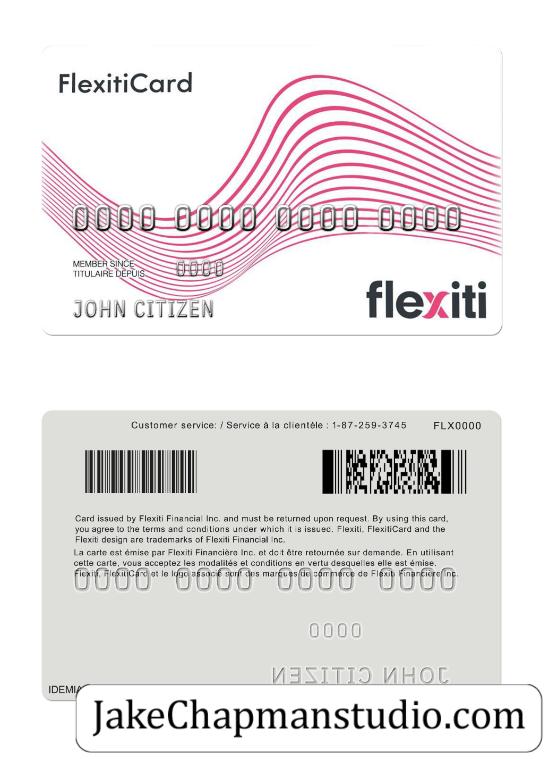 FlexitiCard
0000 0000 0000 0000
MEMBER SINCE
TITULAIRE DEPUIS
0000
JOHN CITIZEN
flexiti
Customer service: / Service à la clientéle : 1-87-259-3745 FLX0000
Card issued by Flexiti Financial Inc. and must be returned upon request. By using this card,
you agree to the terms and conditions under which it is issued. Flexiti, FlexitiCard and the
Flexiti design are trademarks of Flexiti Financial Inc.
La carte est émise par Flexiti Financière Inc. et doit être retournée sur demande. En utilisant
cette carte, vous acceptez les modalités et conditions en vertu desquelles elle est émise.
Flexiti, FlexitiCard et le logo associé sont des marques de commerce de Flexiti Financière Inc.
0000 0000 0000 0000
0000
JOHN CITIZEN
IDEMIA
JakeChapmanstudio.com